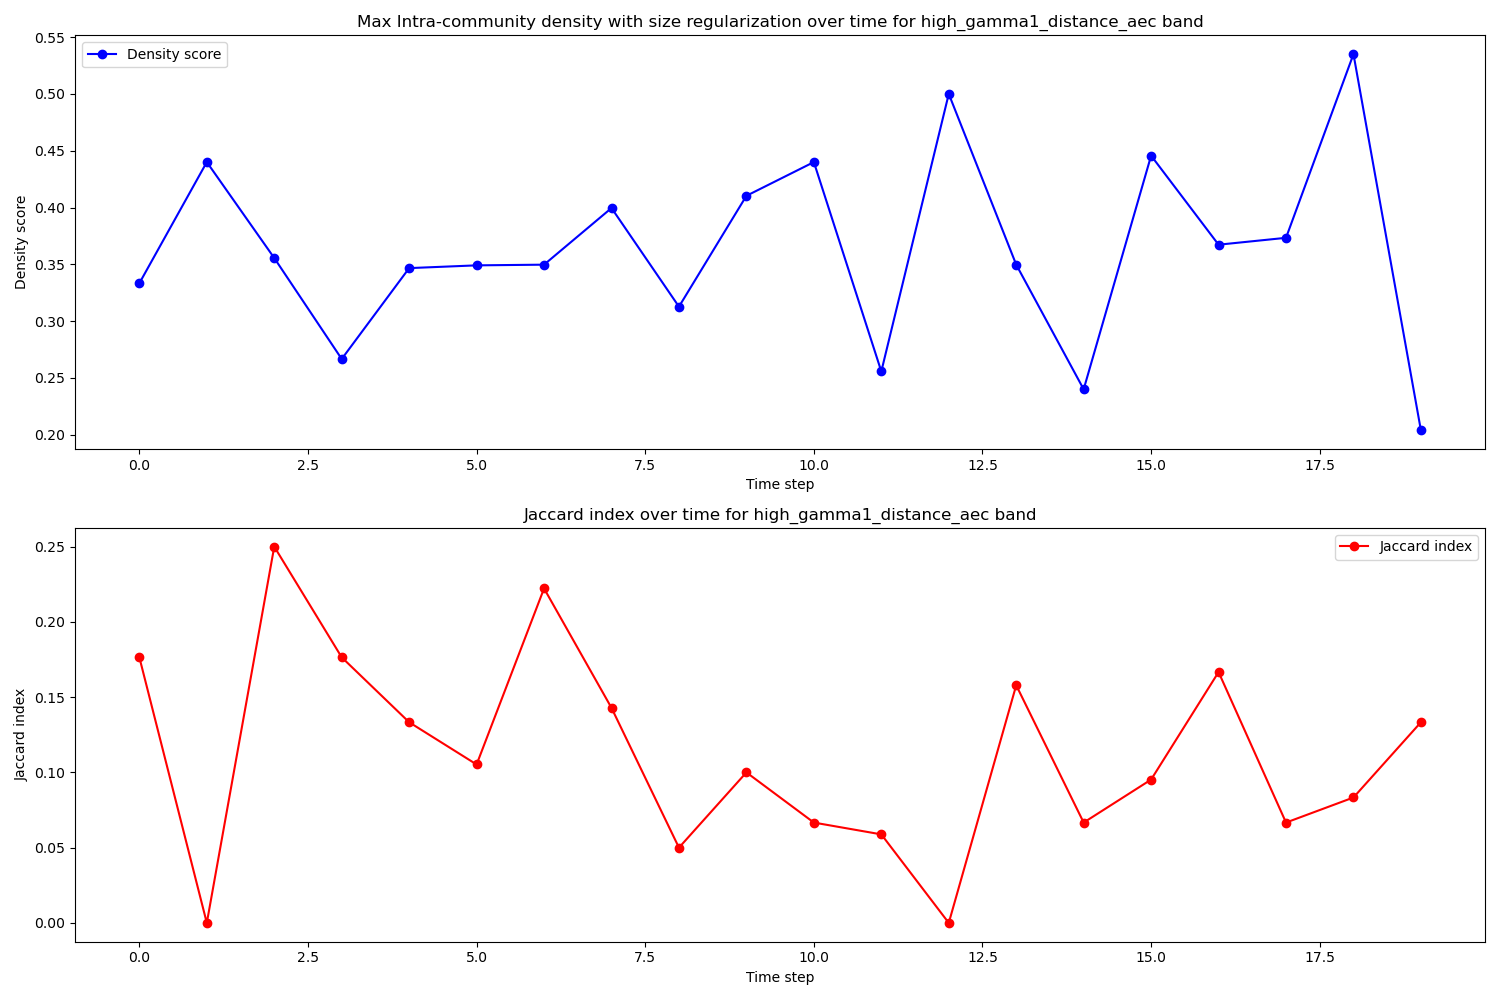 Max Intra-community density with size regularization over time for high_gamma1_distance_aec band
Density score
Density score
0.55
0.50
0.45
0.40
0.35
0.30
0.25
0.20
0.0 2.5 5.0 7.5 10.0 12.5 15.0 17.5
Time step
Jaccard index over time for high_gamma1_distance_aec band
Jaccard index
Jaccard index
0.25
0.20
0.15
0.10
0.05
0.00
0.0 2.5 5.0 7.5 10.0 12.5 15.0 17.5
Time step